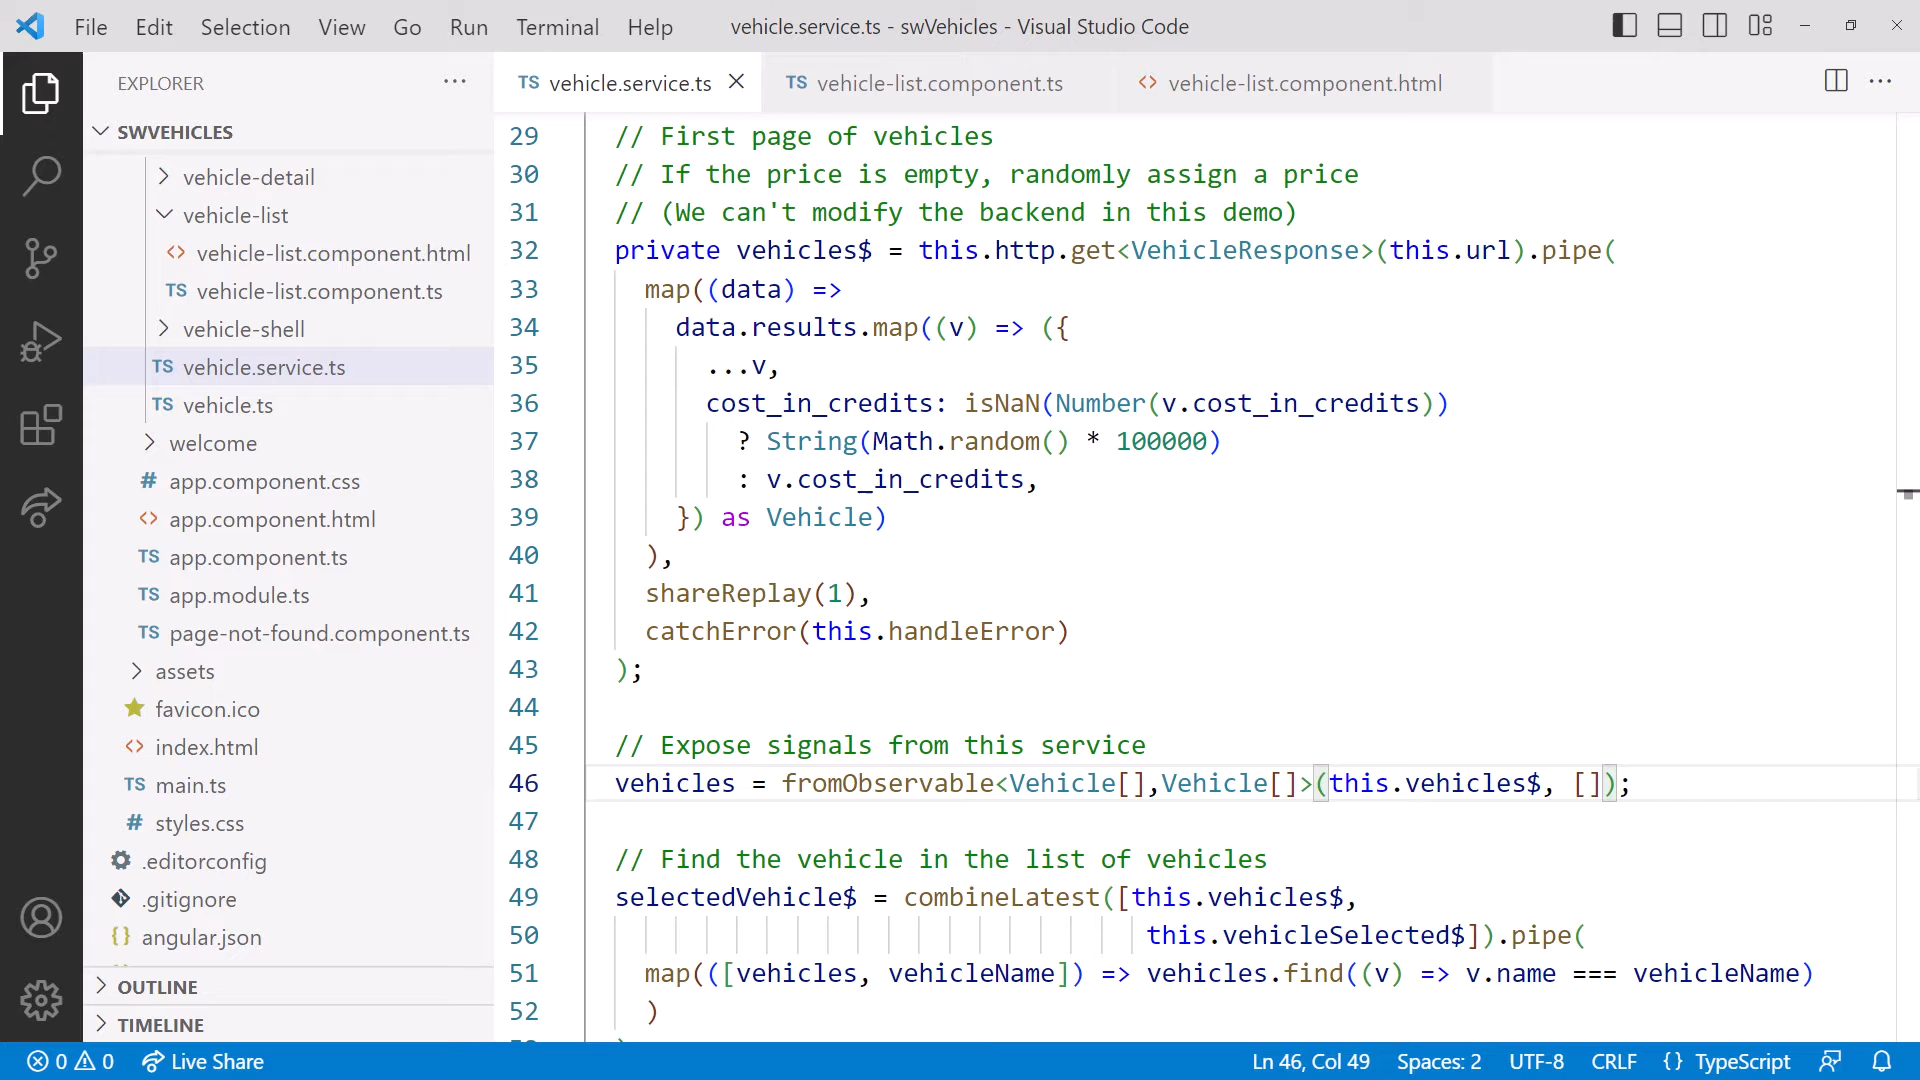 File Edit Selection View Go Run Terminal Help vehicle.service.ts - swVehicles - Visual Studio Code
EXPLORER
SWVEHICLES
vehicle-detail
vehicle-list
<> vehicle-list.component.html
TS vehicle-list.component.ts
vehicle-shell
TS vehicle.service.ts
TS vehicle.ts
welcome
# app.component.css
<> app.component.html
TS app.component.ts
TS app.module.ts
TS page-not-found.component.ts
assets
favicon.ico
<> index.html
TS main.ts
# styles.css
.editorconfig
.gitignore
{} angular.json
OUTLINE
TIMELINE
TS vehicle.service.ts TS vehicle-list.component.ts <> vehicle-list.component.html
29 // First page of vehicles
30 // If the price is empty, randomly assign a price
31 // (We can't modify the backend in this demo)
32 private vehicles$ = this.http.get<VehicleResponse>(this.url).pipe(
33 map((data) =>
34 data.results.map((v) => ({
35 ...v,
36 cost_in_credits: isNaN(Number(v.cost_in_credits))
37 ? String(Math.random() * 100000)
38 : v.cost_in_credits,
39 }) as Vehicle)
40 ),
41 shareReplay(1),
42 catchError(this.handleError)
43 );
44
45 // Expose signals from this service
46 vehicles = fromObservable<Vehicle[],Vehicle[]>(this.vehicles$, []);
47
48 // Find the vehicle in the list of vehicles
49 selectedVehicle$ = combineLatest([this.vehicles$,
50 this.vehicleSelected$]).pipe(
51 map(([vehicles, vehicleName]) => vehicles.find((v) => v.name === vehicleName)
52 )
0 0 Live Share Ln 46, Col 49 Spaces: 2 UTF-8 CRLF {} TypeScript